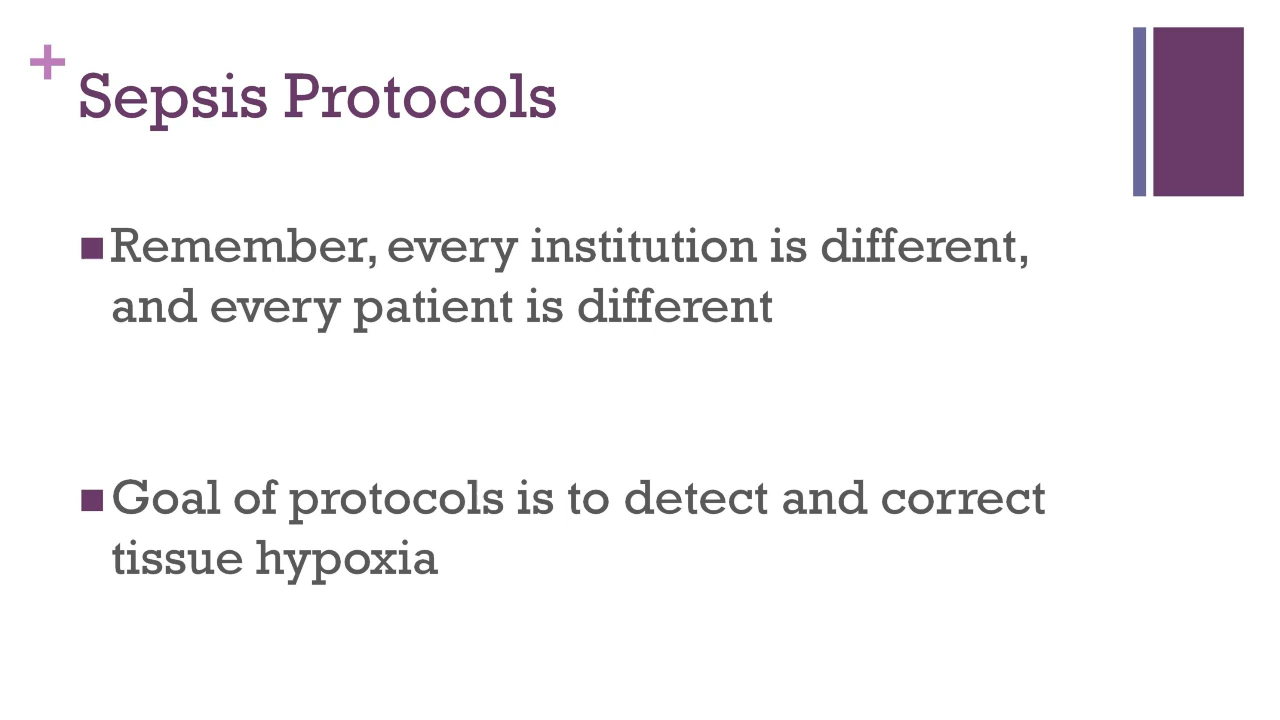 +
Sepsis Protocols
Remember, every institution is different,
and every patient is different
Goal of protocols is to detect and correct
tissue hypoxia